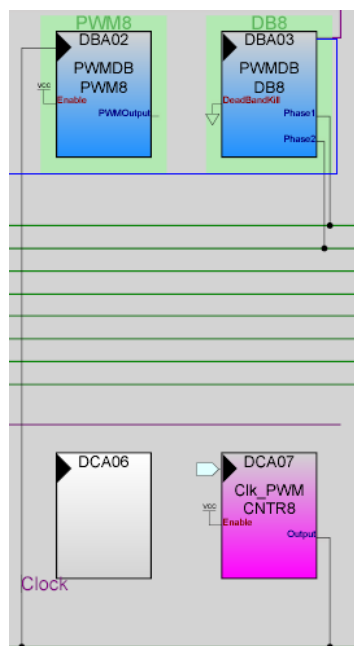 PWM8
DB8
DBA02
DBA03
PWMDB
PWM8
PWMDB
DB8
VCC
Enable
DeadBandKill
PWMOutput
Phase1
Phase2
DCA06
DCA07
Clk_PWM
CNTR8
VCC
Enable
Output
Clock